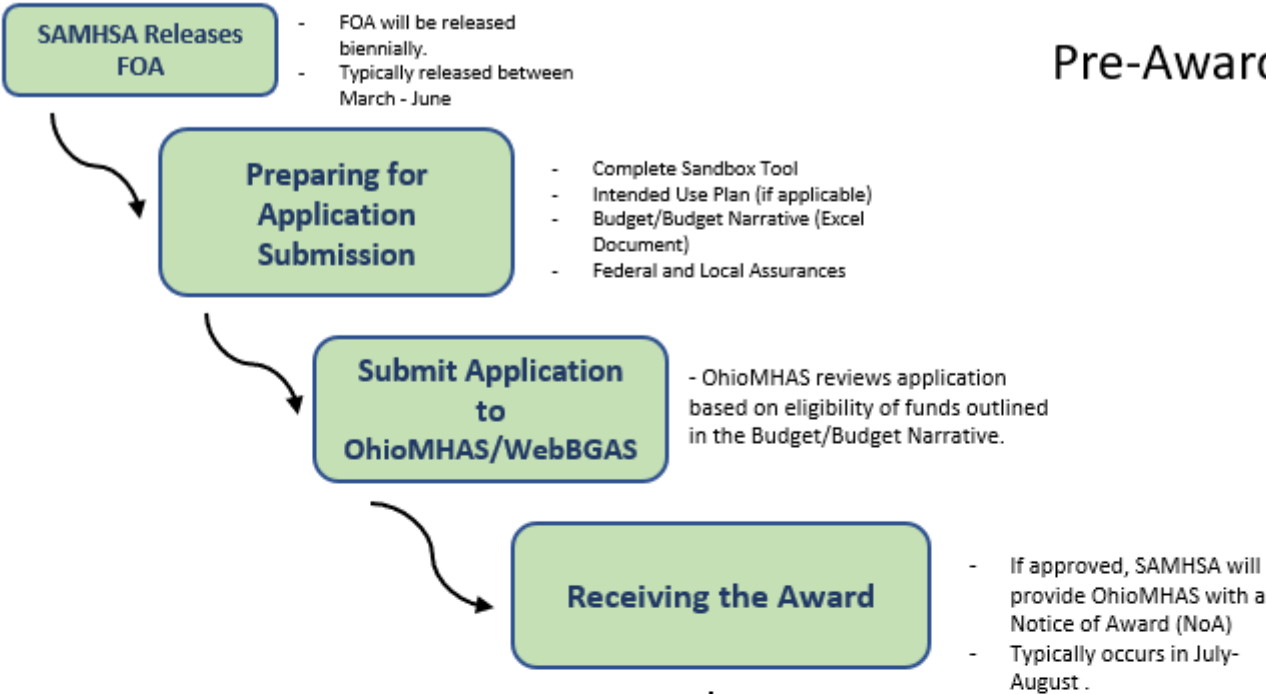 SAMHSA Releases
FOA
- FOA will be released
biennially.
- Typically released between
March - June
Pre-Award
Preparing for
Application
Submission
- Complete Sandbox Tool
- Intended Use Plan (if applicable)
- Budget/Budget Narrative (Excel
Document)
- Federal and Local Assurances
Submit Application
to
OhioMHAS/WebBGAS
- OhioMHAS reviews application
based on eligibility of funds outlined
in the Budget/Budget Narrative.
Receiving the Award
- If approved, SAMHSA will
provide OhioMHAS with a
Notice of Award (NoA)
- Typically occurs in July-
August .